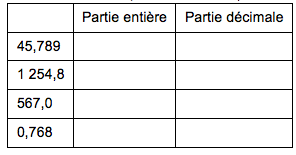 Partie entière Partie décimale
45,789
1 254,8
567,0
0,768